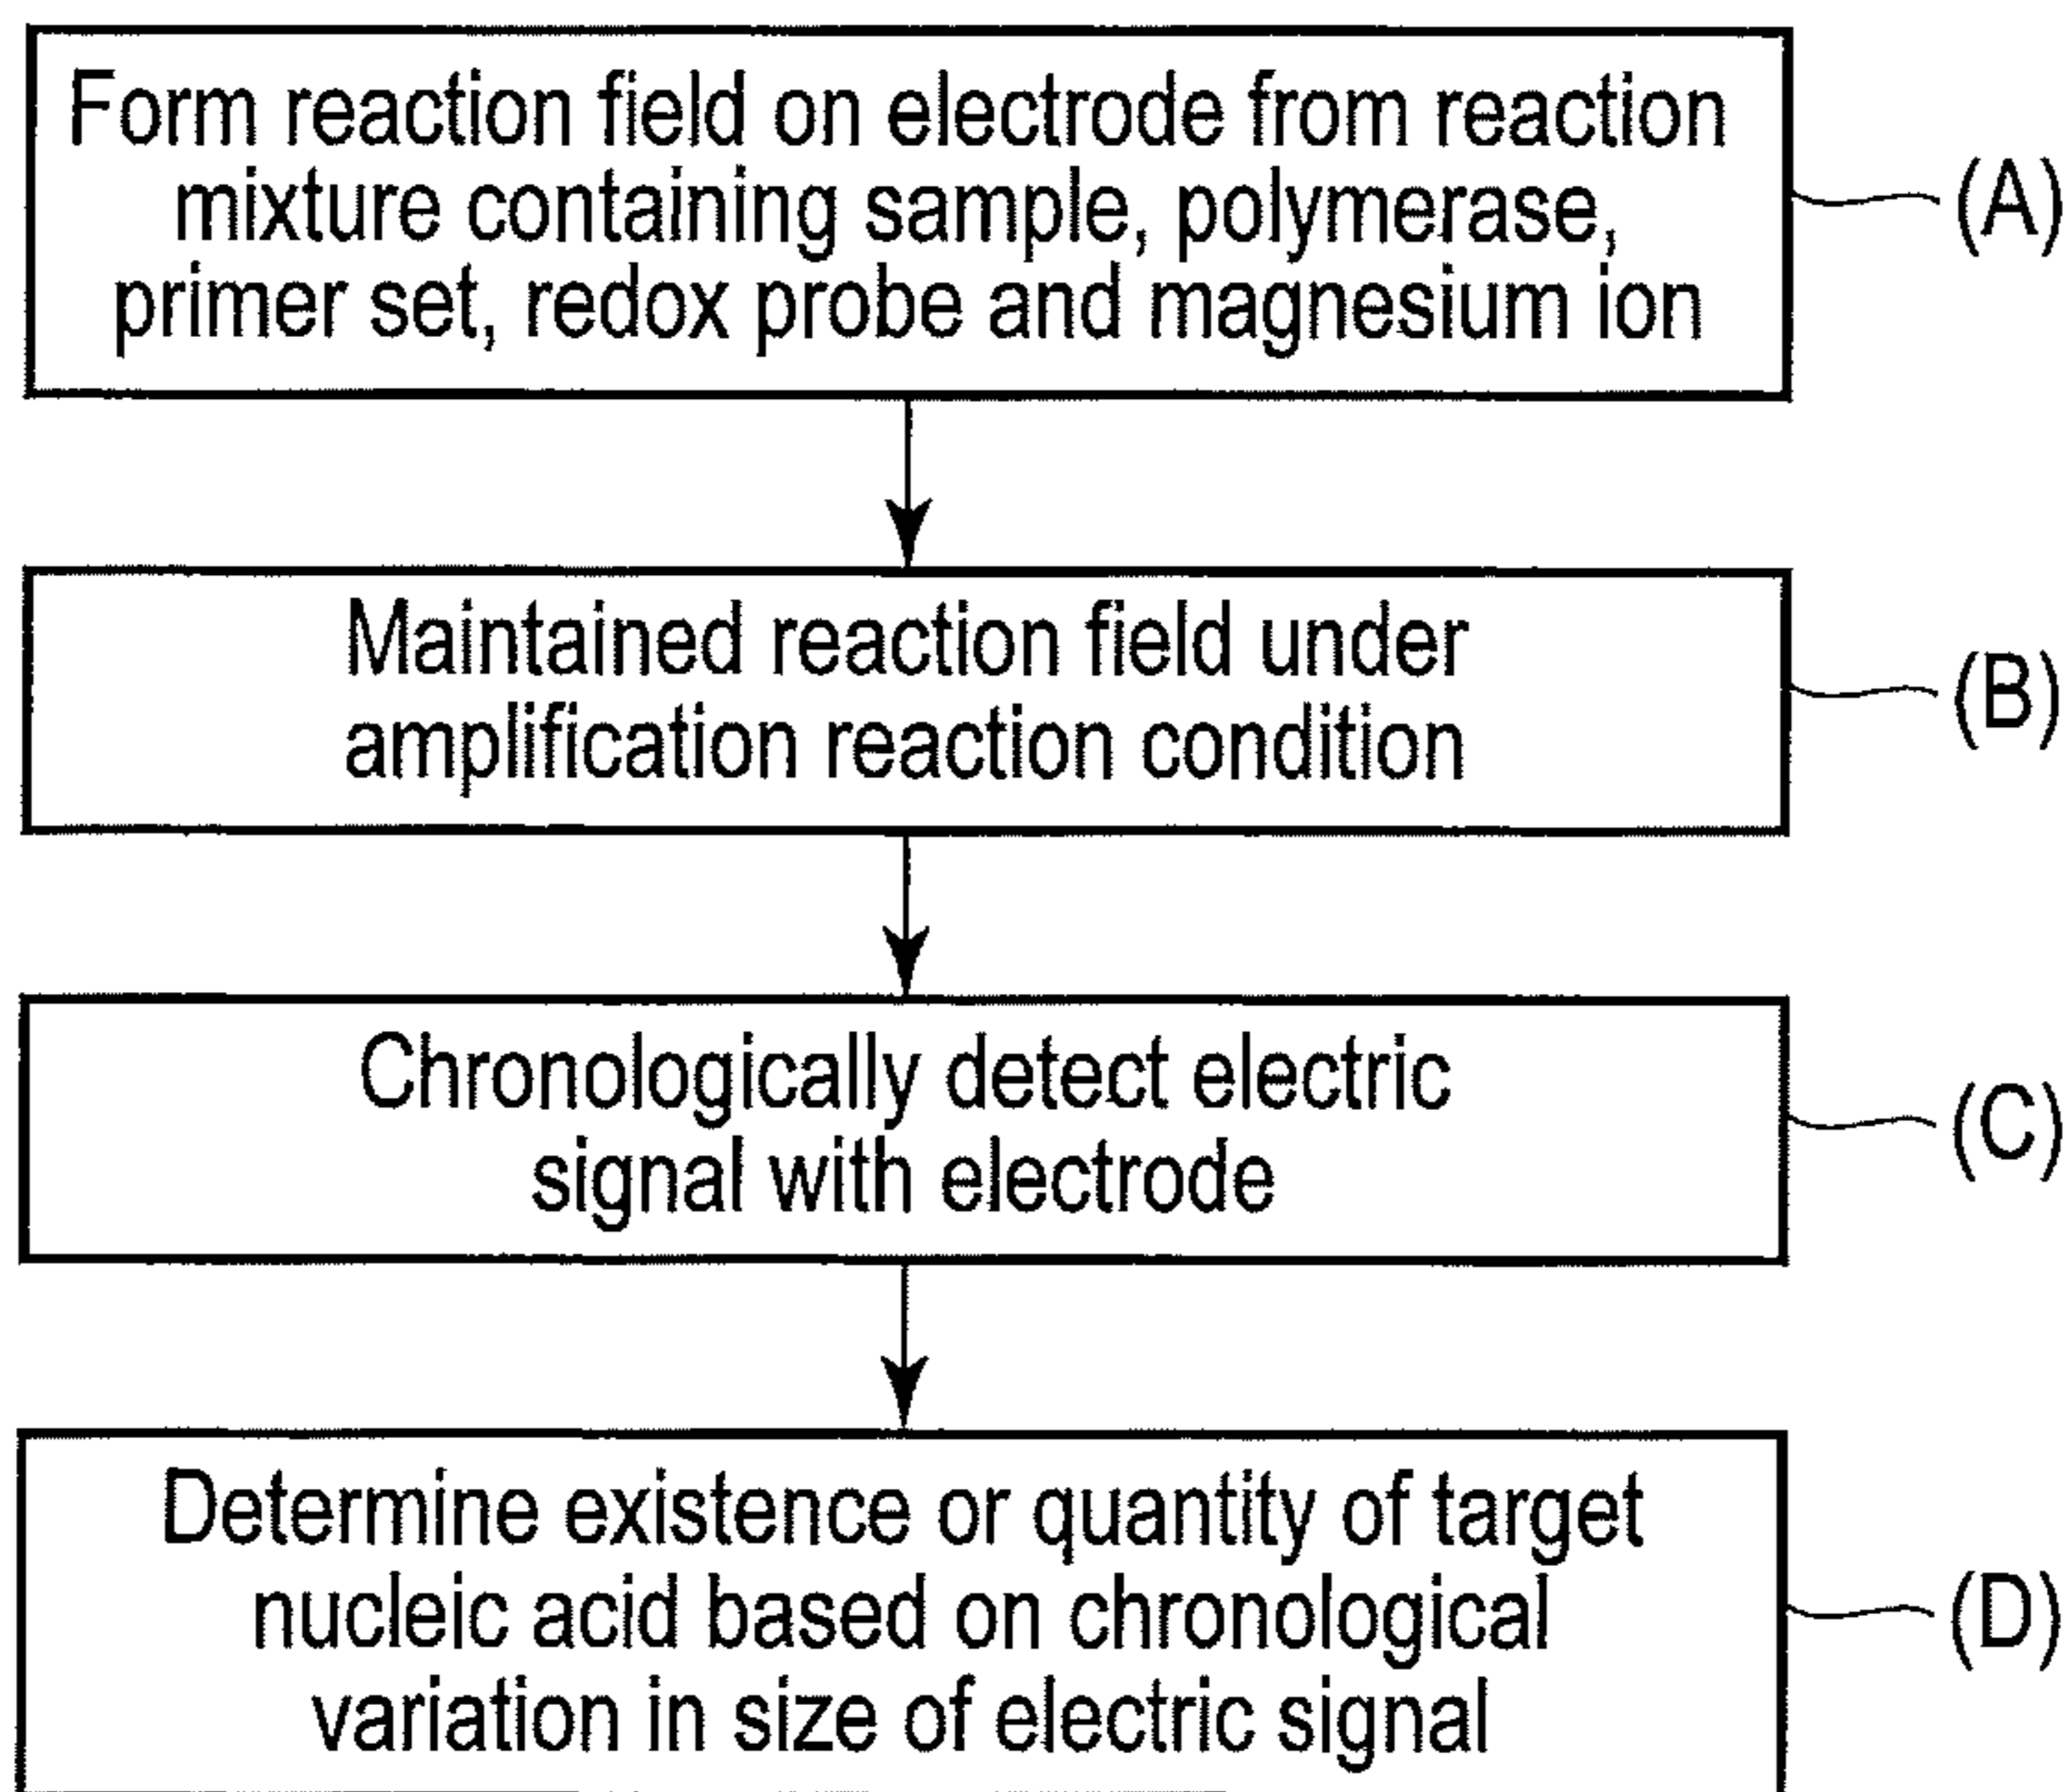 Form reaction field on electrode from reaction
mixture containing sample, polymerase,
primer set, redox probe and magnesium ion
(A)
Maintained reaction field under
amplification reaction condition
(B)
Chronologically detect electric
signal with electrode
(C)
Determine existence or quantity of target
nucleic acid based on chronological
variation in size of electric signal
(D)